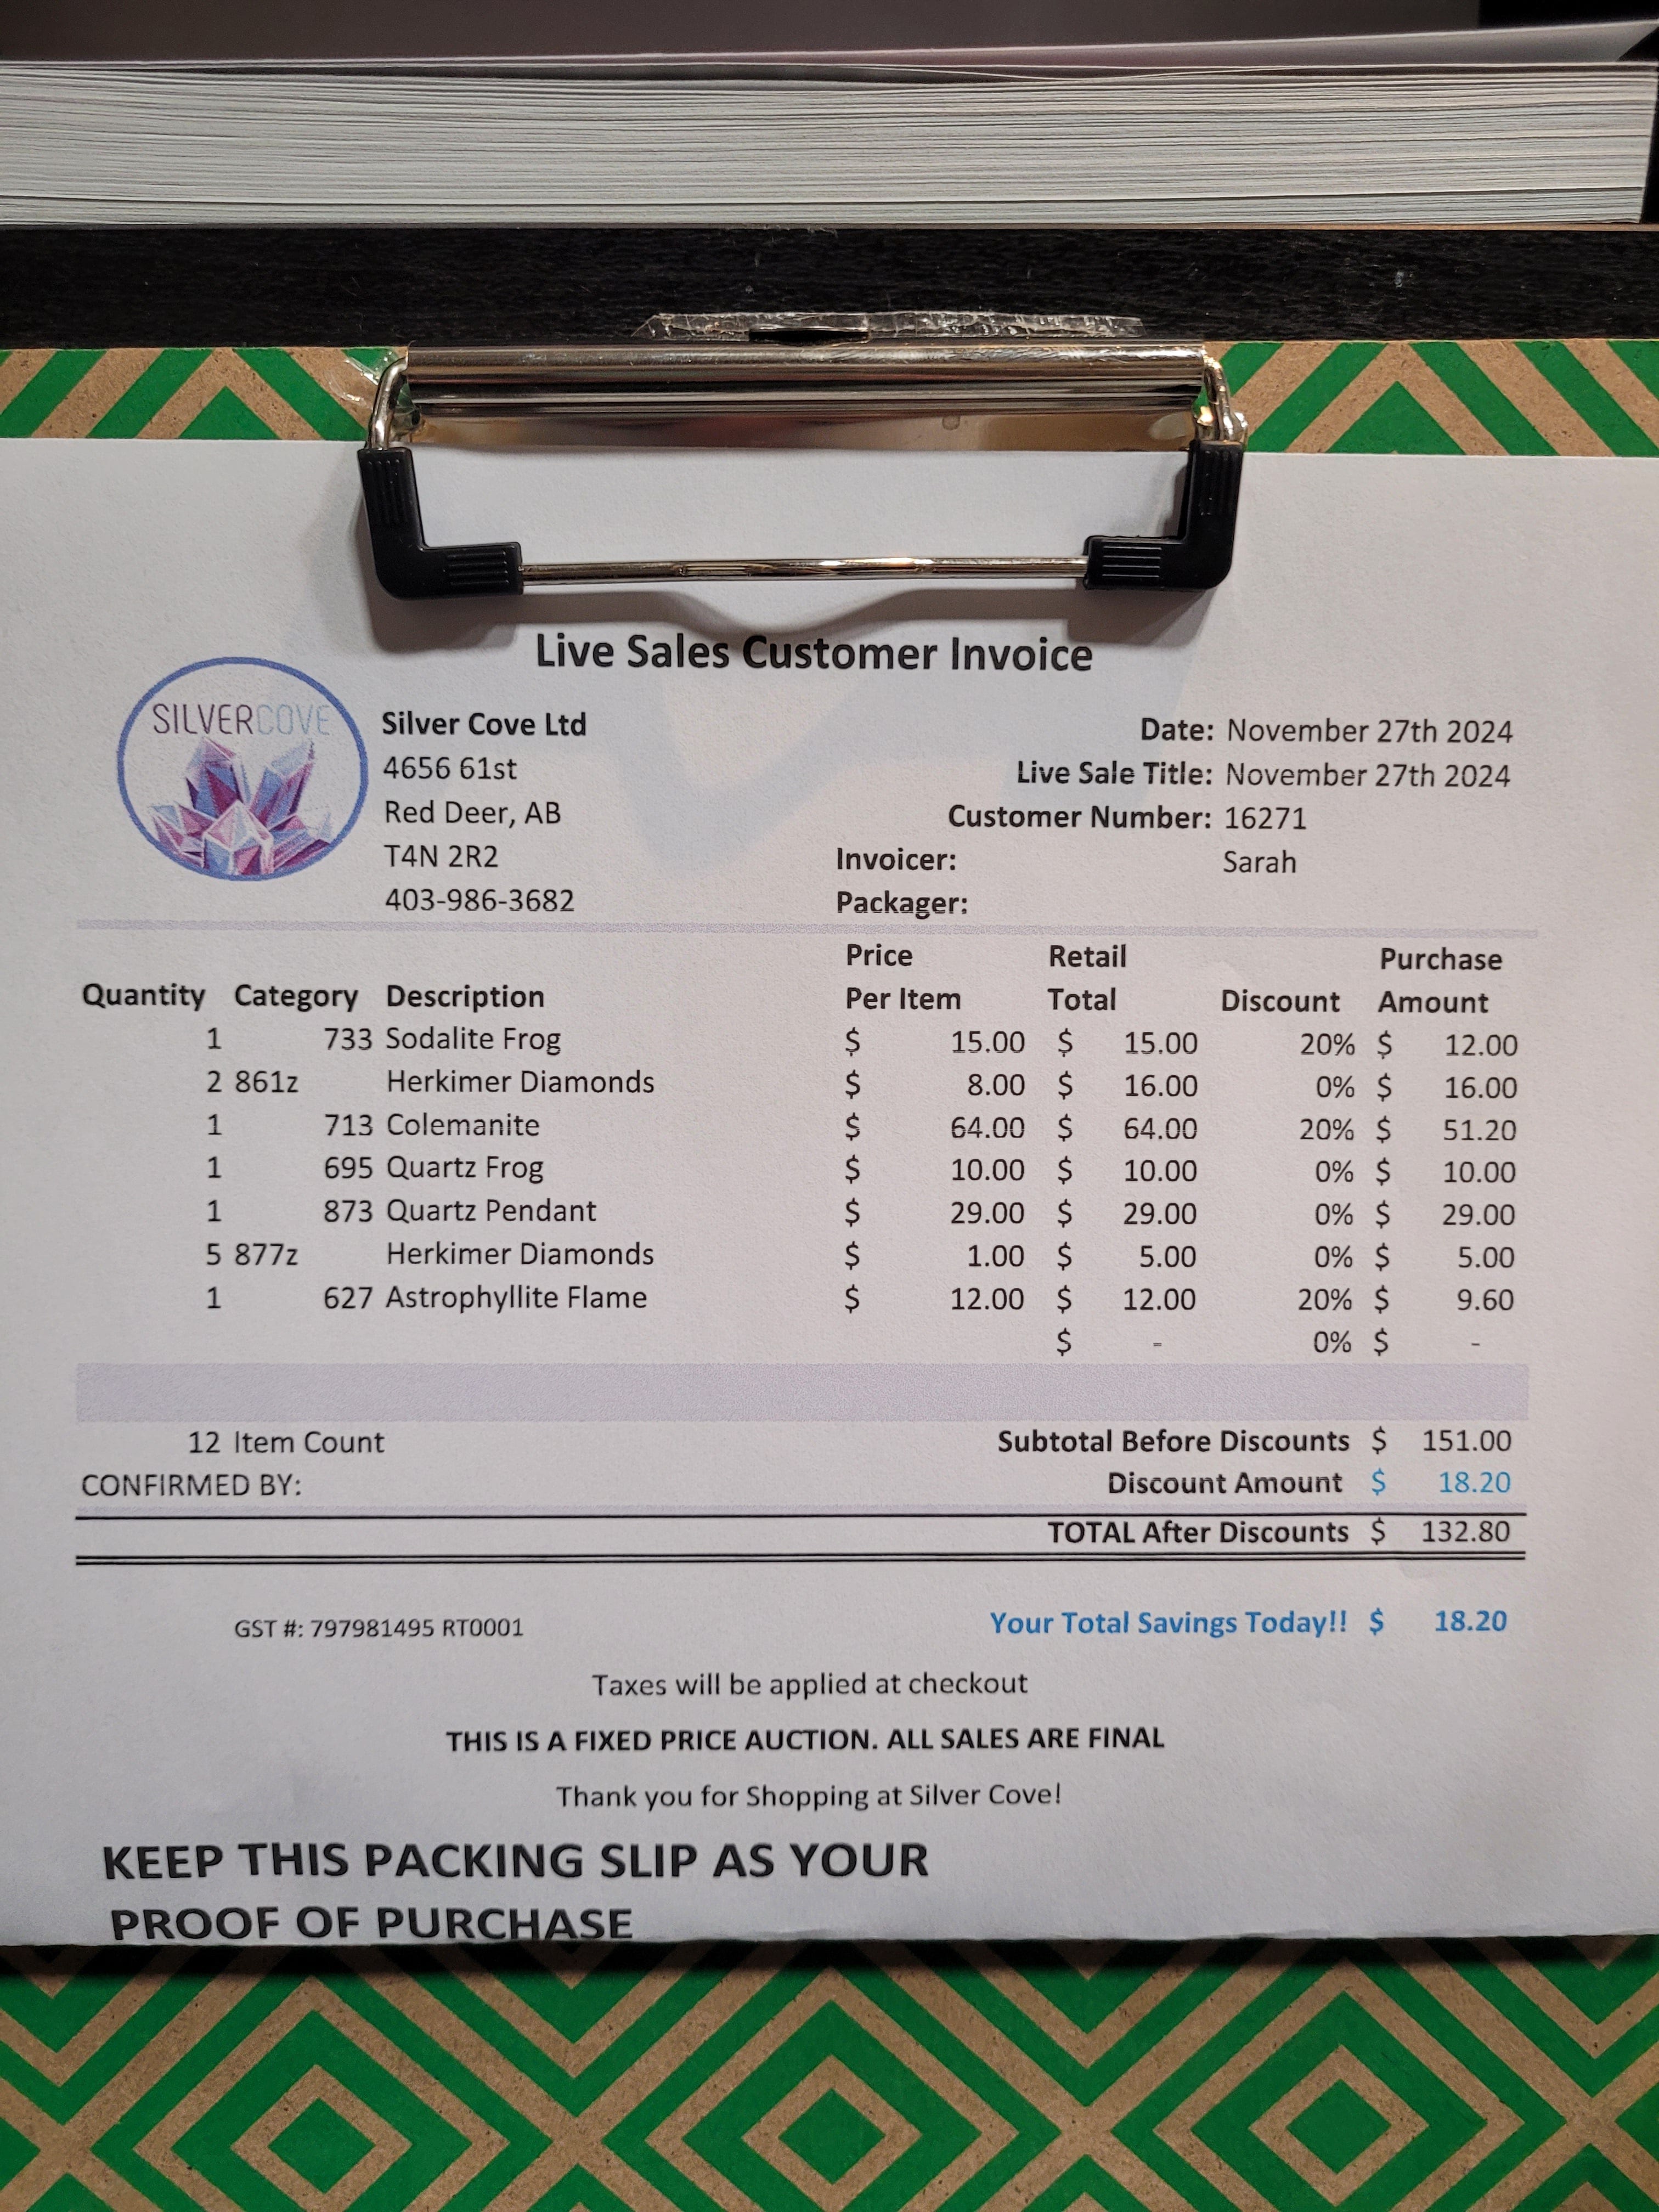 Live Sales Customer Invoice
SILVERCOVE
Silver Cove Ltd
4656 61st
Red Deer, AB
T4N 2R2
403-986-3682
Date: November 27th 2024
Live Sale Title: November 27th 2024
Customer Number: 16271
Invoicer: Sarah
Packager:
Quantity Category Description Price Per Item Retail Total Discount Purchase Amount
1 733 Sodalite Frog $ 15.00 $ 15.00 20% $ 12.00
2 861z Herkimer Diamonds $ 8.00 $ 16.00 0% $ 16.00
1 713 Colemanite $ 64.00 $ 64.00 20% $ 51.20
1 695 Quartz Frog $ 10.00 $ 10.00 0% $ 10.00
1 873 Quartz Pendant $ 29.00 $ 29.00 0% $ 29.00
5 877z Herkimer Diamonds $ 1.00 $ 5.00 0% $ 5.00
1 627 Astrophyllite Flame $ 12.00 $ 12.00 20% $ 9.60
$ - 0% $ -
12 Item Count Subtotal Before Discounts $ 151.00
CONFIRMED BY: Discount Amount $ 18.20
TOTAL After Discounts $ 132.80
GST #: 797981495 RT0001 Your Total Savings Today!! $ 18.20
Taxes will be applied at checkout
THIS IS A FIXED PRICE AUCTION. ALL SALES ARE FINAL
Thank you for Shopping at Silver Cove!
KEEP THIS PACKING SLIP AS YOUR
PROOF OF PURCHASE